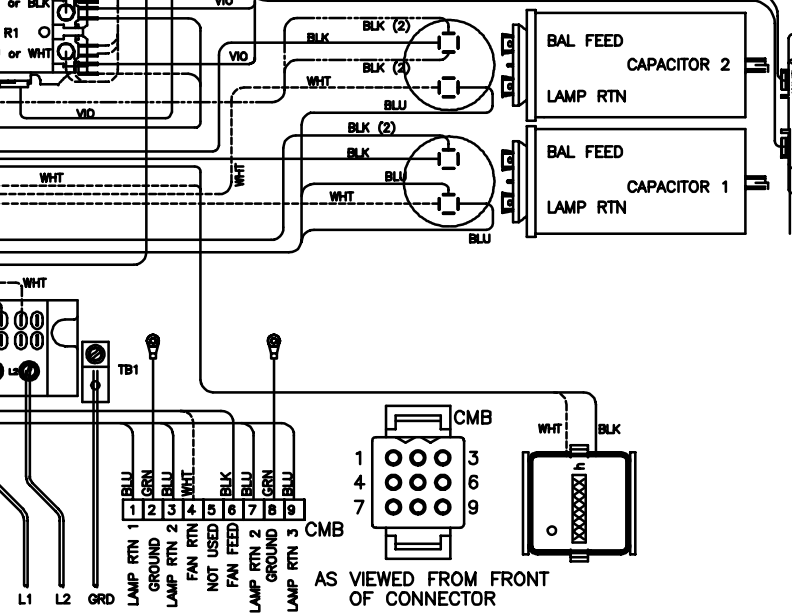 or BLK
VIO
R1
or WHT
VIO
VIO
BLK (2)
BLK
BLK (2)
WHT
BLU
BAL FEED
CAPACITOR 2
LAMP RTN
BLK (2)
BLK
WHT
WHT
BLU
WHT
BLU
BAL FEED
CAPACITOR 1
LAMP RTN
WHT
L2
TB1
BLU
GRN
BLU
WHT
BLK
BLU
GRN
BLU
1 2 3 4 5 6 7 8 9
CMB
LAMP RTN 1
GROUND
LAMP RTN 2
FAN RTN
NOT USED
FAN FEED
LAMP RTN 2
GROUND
LAMP RTN 3
L1
L2
GRD
CMB
1 3
4 6
7 9
AS VIEWED FROM FRONT
OF CONNECTOR
WHT
BLK